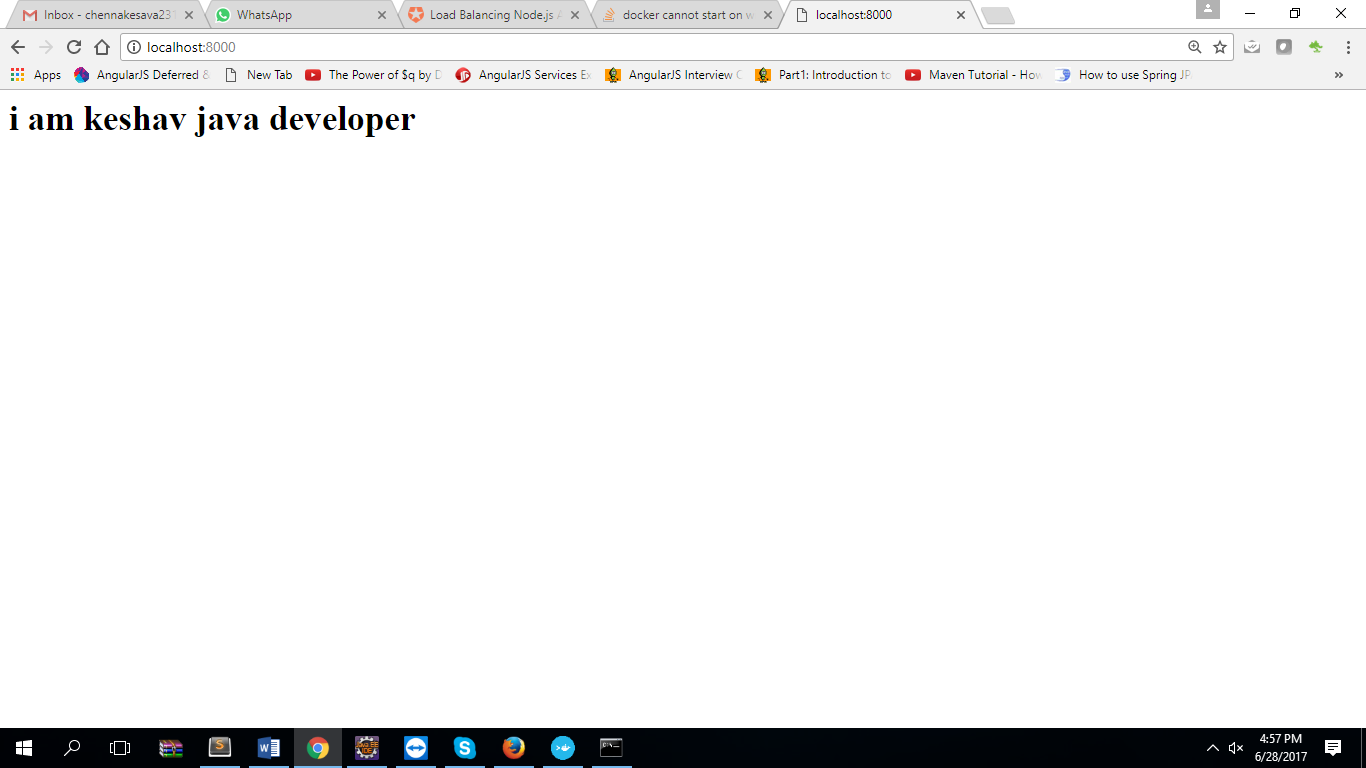 Inbox - chennakesava231
WhatsApp
Load Balancing Node.js A
docker cannot start on w
localhost:8000
localhost:8000
Apps
AngularJS Deferred &
New Tab
The Power of $q by D
AngularJS Services Ex
AngularJS Interview Q
Part1: Introduction to
Maven Tutorial - How
How to use Spring JP
i am keshav java developer
4:57 PM
6/28/2017